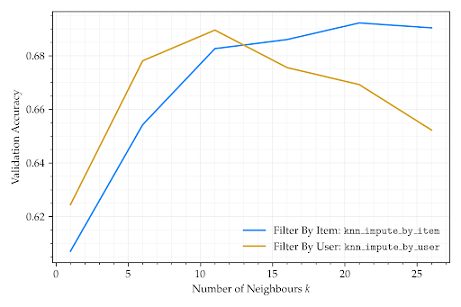 0.68
0.66
0.64
0.62
Validation Accuracy
Filter By Item: knn_impute_by_item
Filter By User: knn_impute_by_user
0 5 10 15 20 25
Number of Neighbours k